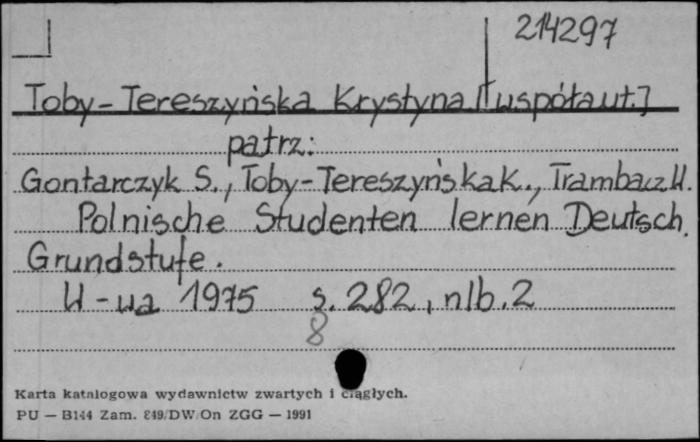 214297
Toby-Tereszyńska Krystyna [współaut.]
patrz:
Gontarczyk S., Toby-Tereszyńska K., Trambacz W.
Polnische Studenten lernen Deutsch.
Grundstufe.
W-wa 1975 s. 282, nlb. 2
8
Karta katalogowa wydawnictw zwartych i ciągłych.
PU — B144 Zam. 849/DW/On ZGG — 1991